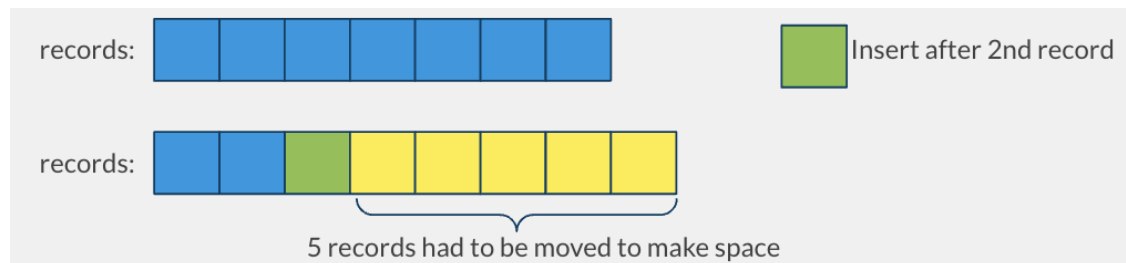 records:
Insert after 2nd record
records:
5 records had to be moved to make space